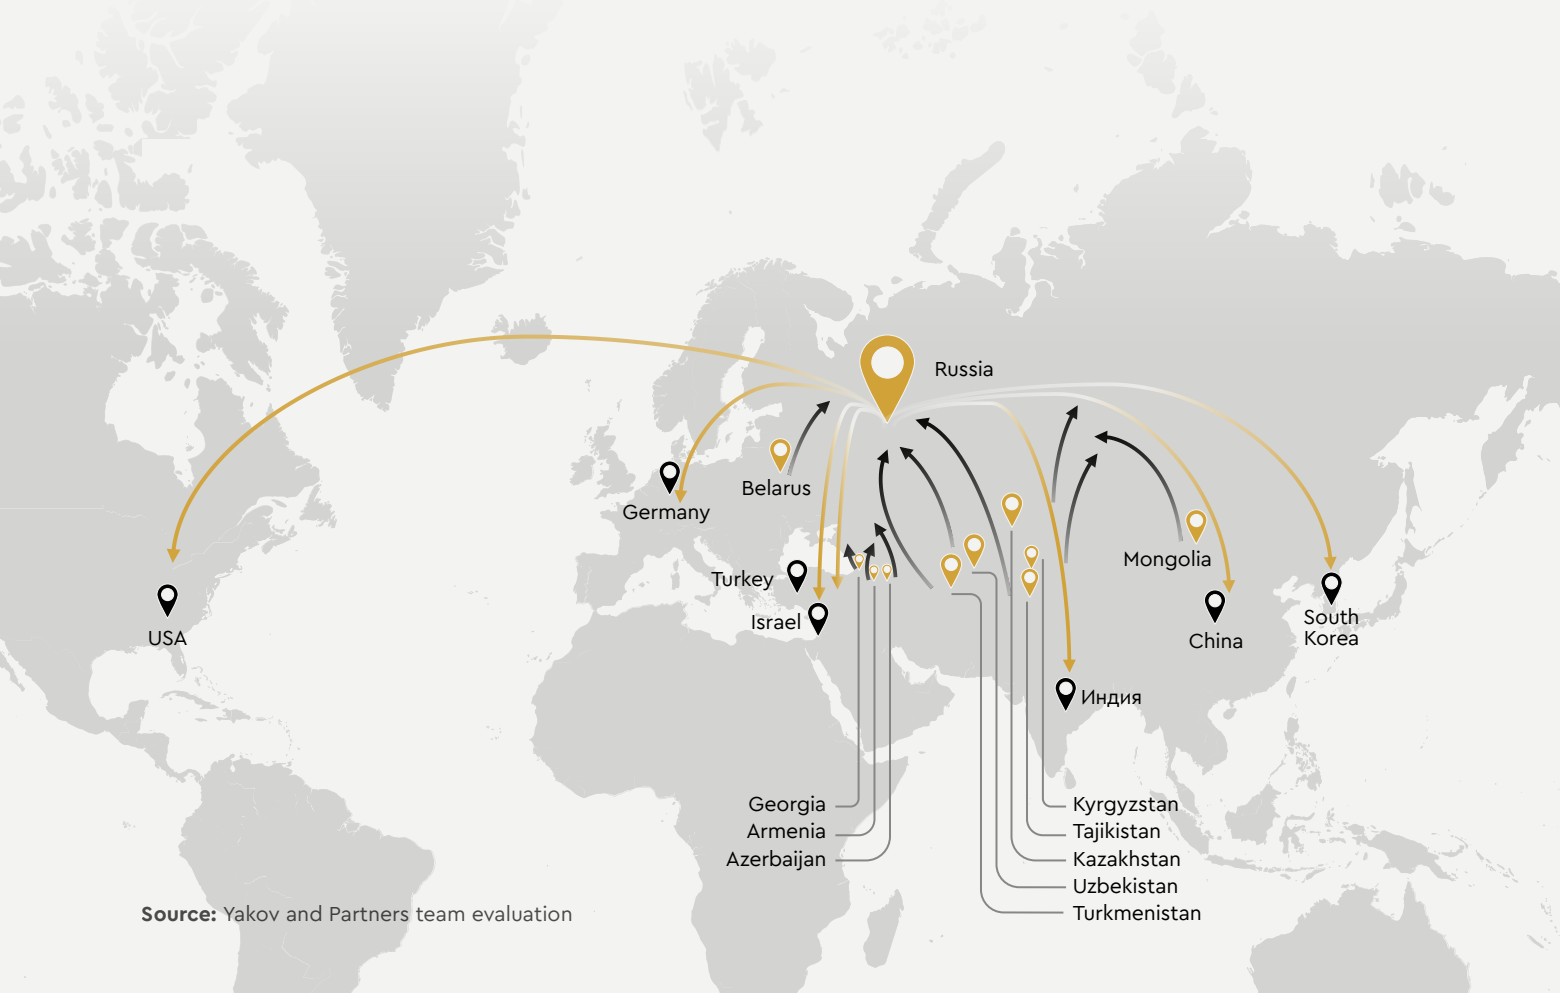 Russia
Belarus
Germany
Turkey
Israel
USA
Mongolia
China
South
Korea
Индия
Georgia
Armenia
Azerbaijan
Kyrgyzstan
Tajikistan
Kazakhstan
Uzbekistan
Turkmenistan
Source: Yakov and Partners team evaluation